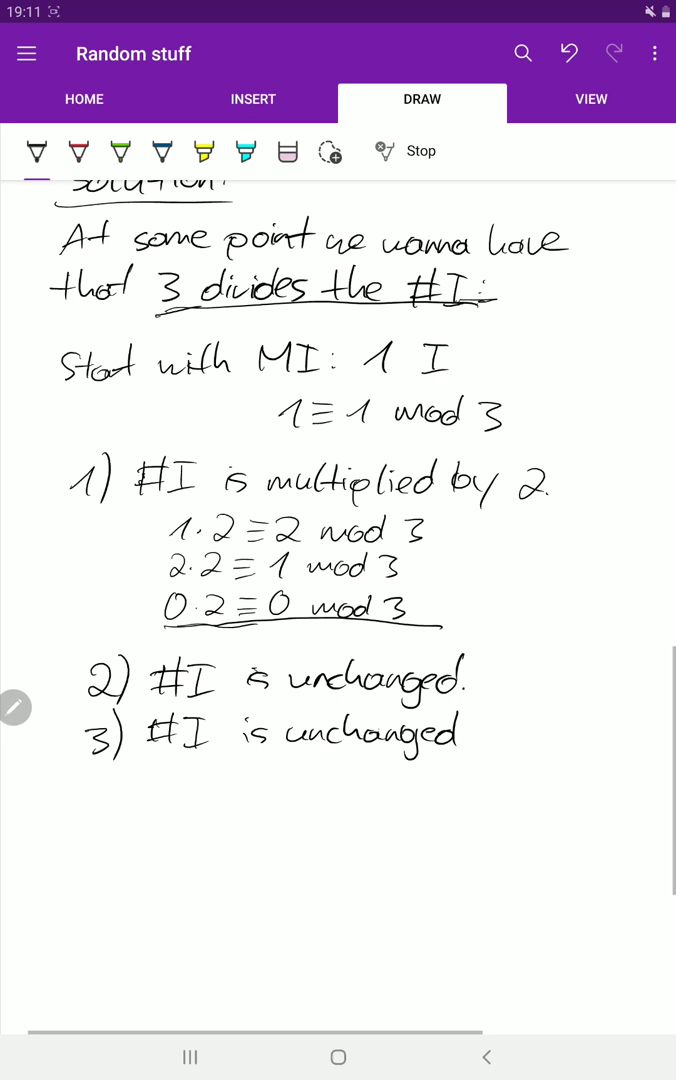 19:11
Random stuff
HOME INSERT DRAW VIEW
Stop
Solution:
At some point we wanna have
that 3 divides the #I:
Start with MI: 1 I
1 ≡ 1 mod 3
1) #I is multiplied by 2.
1. 2 ≡ 2 mod 3
2.2 ≡ 1 mod 3
0.2 ≡ 0 mod 3
2) #I is unchanged.
3) #I is unchanged